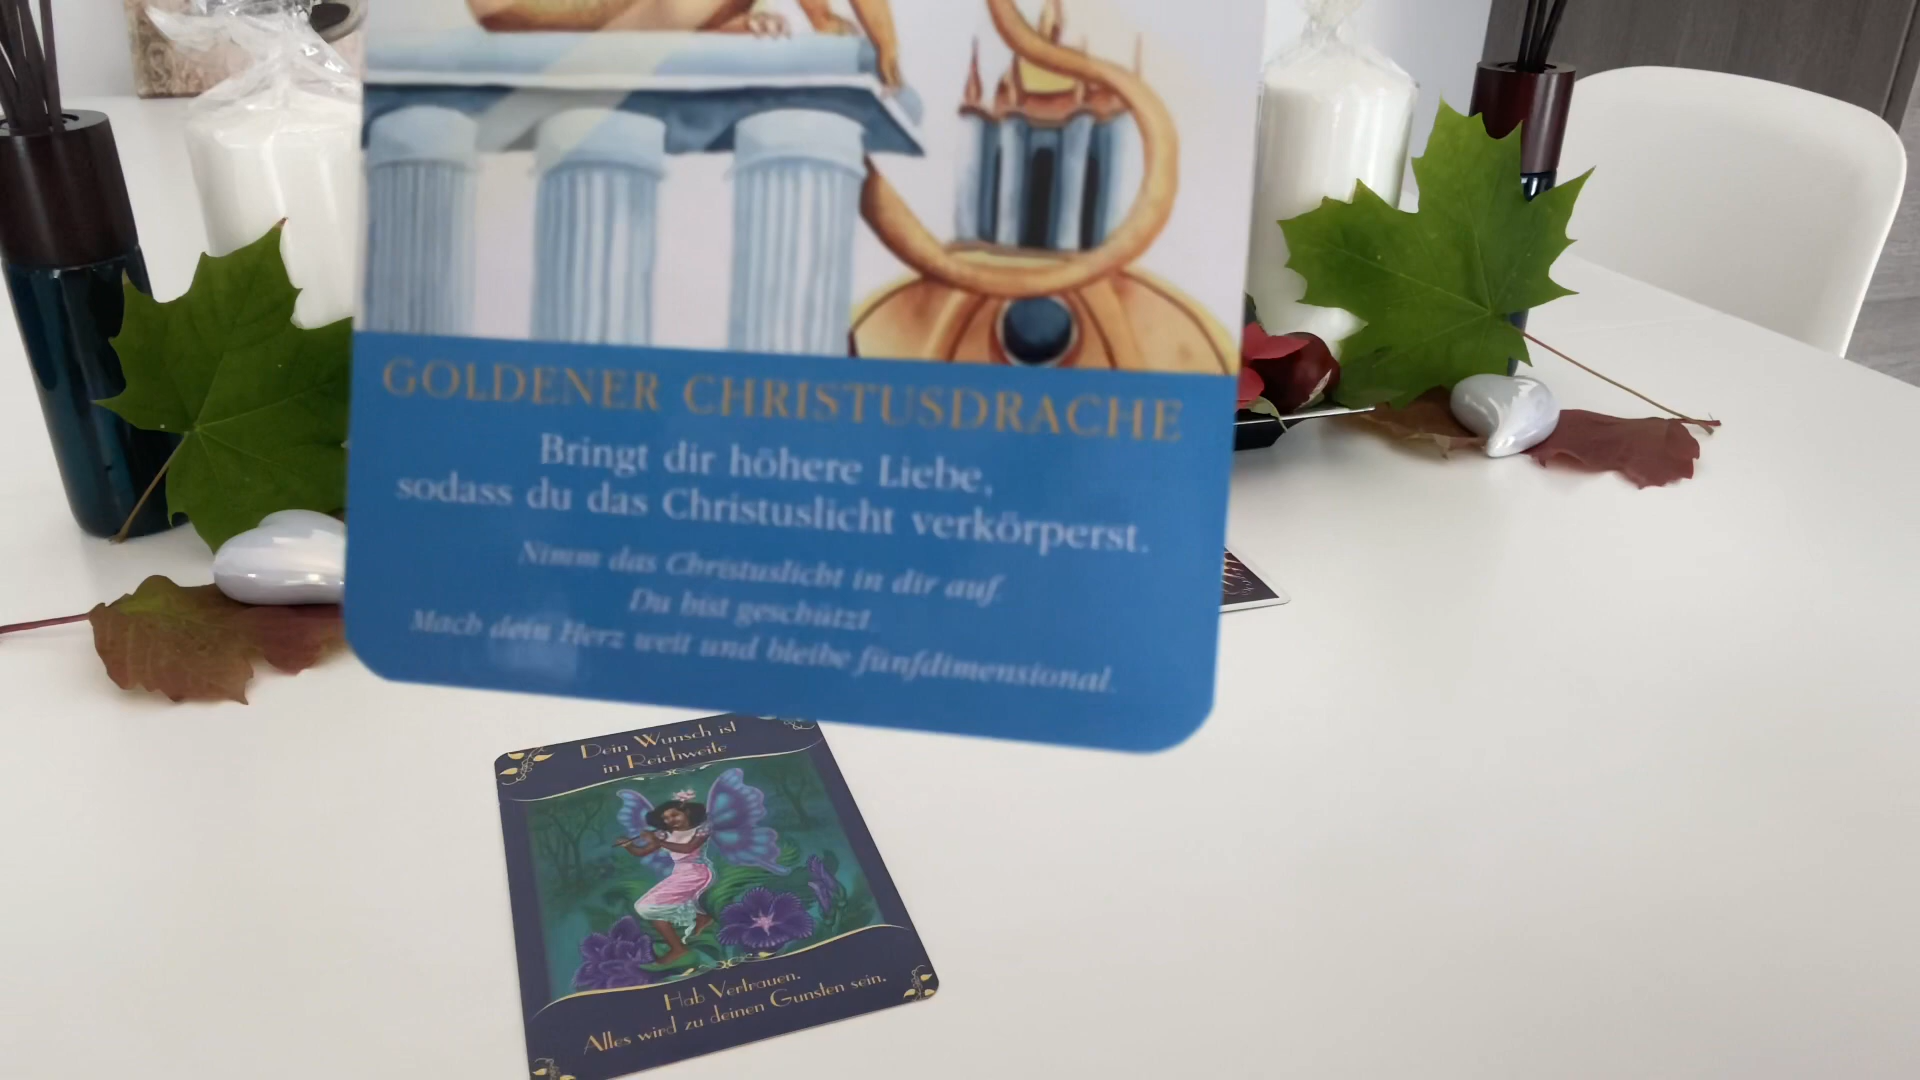 GOLDENER CHRISTUSDRACHE
Bringt dir höhere Liebe,
sodass du das Christuslicht verkörperst.
Nimm das Christuslicht in dir auf.
Du bist geschützt.
Mach dein Herz weit und bleibe fünfdimensional.
Dein Wunsch ist
in Reichweite
Hab Vertrauen.
Alles wird zu deinen Gunsten sein.